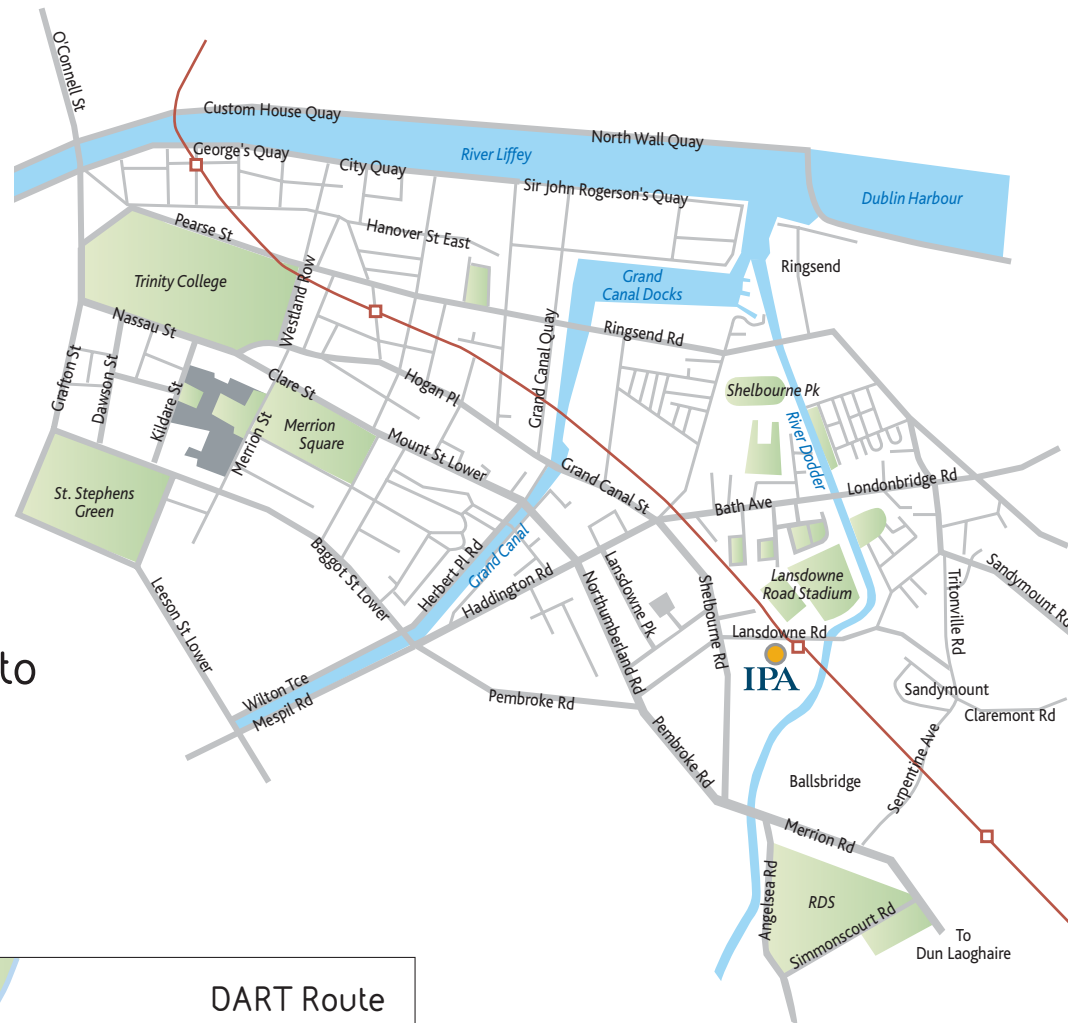 O'Connell St
Custom House Quay
North Wall Quay
George's Quay
City Quay
River Liffey
Sir John Rogerson's Quay
Dublin Harbour
Pearse St
Hanover St East
Trinity College
Westland Row
Grand
Canal Docks
Ringsend
Nassau St
Grand Canal Quay
Ringsend Rd
Grafton St
Dawson St
Kildare St
Clare St
Hogan Pl
Shelbourne Pk
Merrion St
Merrion
Square
Mount St Lower
River Dodder
St. Stephens
Green
Grand Canal St
Bath Ave
Londonbridge Rd
Baggot St Lower
Herbert Pl Rd
Grand Canal
Haddington Rd
Lansdowne Pk
Northumberland Rd
Shelbourne Rd
Lansdowne
Road Stadium
Tritonville Rd
Sandymount Rd
Leeson St Lower
Lansdowne Rd
IPA
to
Wilton Tce
Mespil Rd
Pembroke Rd
Pembroke Rd
Sandymount
Claremont Rd
Serpentine Ave
Ballsbridge
Merrion Rd
Angelsea Rd
RDS
Simmonscourt Rd
To
Dun Laoghaire
DART Route